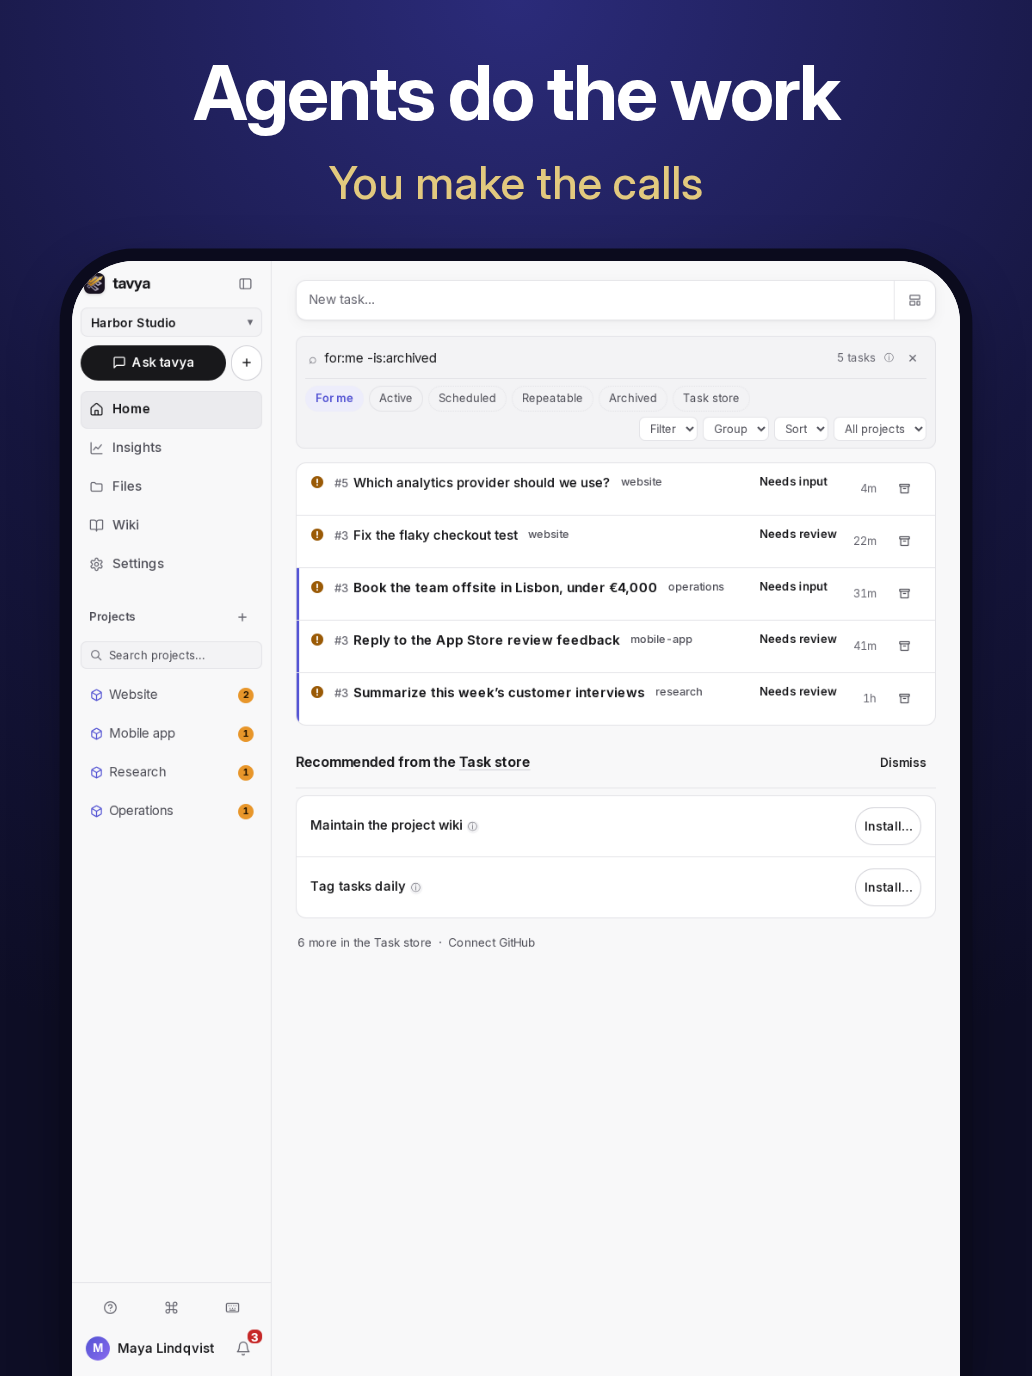 Agents do the work
You make the calls
tavya
Harbor Studio
Ask tavya
Home
Insights
Files
Wiki
Settings
Projects
Search projects...
Website 2
Mobile app 1
Research 1
Operations 1
M Maya Lindqvist 3
New task...
for:me -is:archived 5 tasks
For me Active Scheduled Repeatable Archived Task store
Filter Group Sort All projects
#5 Which analytics provider should we use? website Needs input 4m
#3 Fix the flaky checkout test website Needs review 22m
#3 Book the team offsite in Lisbon, under €4,000 operations Needs input 31m
#3 Reply to the App Store review feedback mobile-app Needs review 41m
#3 Summarize this week’s customer interviews research Needs review 1h
Recommended from the Task store Dismiss
Maintain the project wiki Install...
Tag tasks daily Install...
6 more in the Task store · Connect GitHub